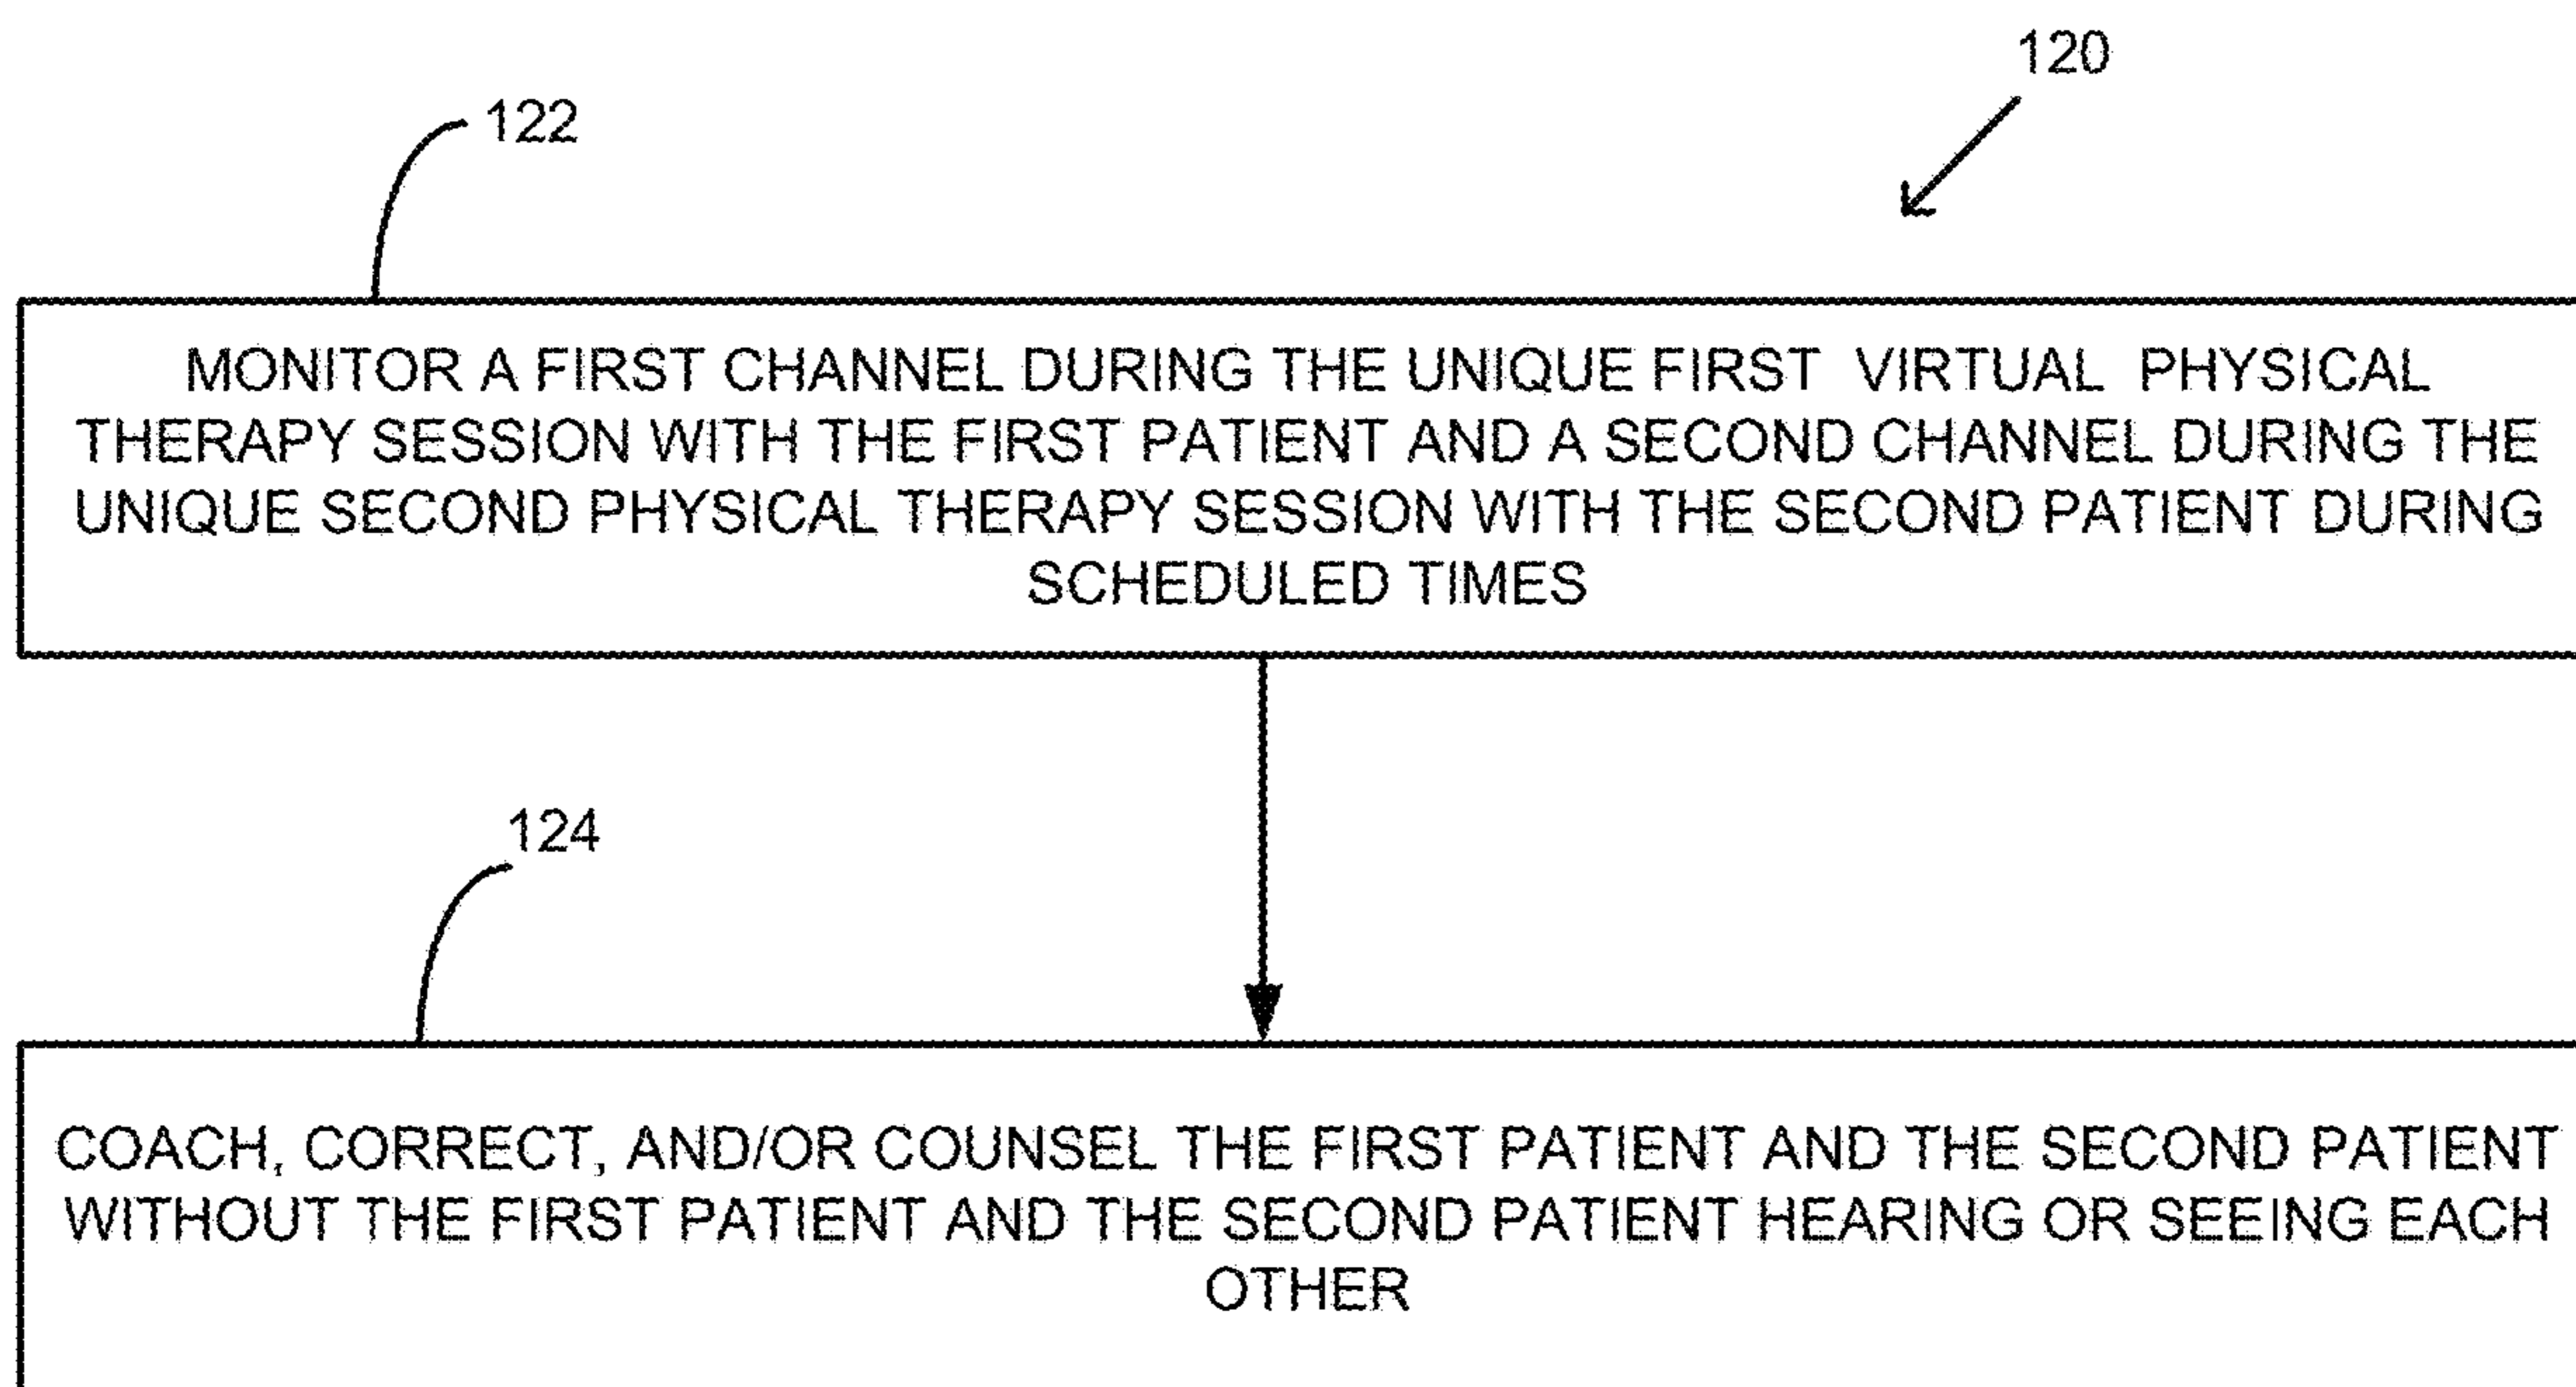 120
122
MONITOR A FIRST CHANNEL DURING THE UNIQUE FIRST VIRTUAL PHYSICAL
THERAPY SESSION WITH THE FIRST PATIENT AND A SECOND CHANNEL DURING THE
UNIQUE SECOND PHYSICAL THERAPY SESSION WITH THE SECOND PATIENT DURING
SCHEDULED TIMES
124
COACH, CORRECT, AND/OR COUNSEL THE FIRST PATIENT AND THE SECOND PATIENT
WITHOUT THE FIRST PATIENT AND THE SECOND PATIENT HEARING OR SEEING EACH
OTHER